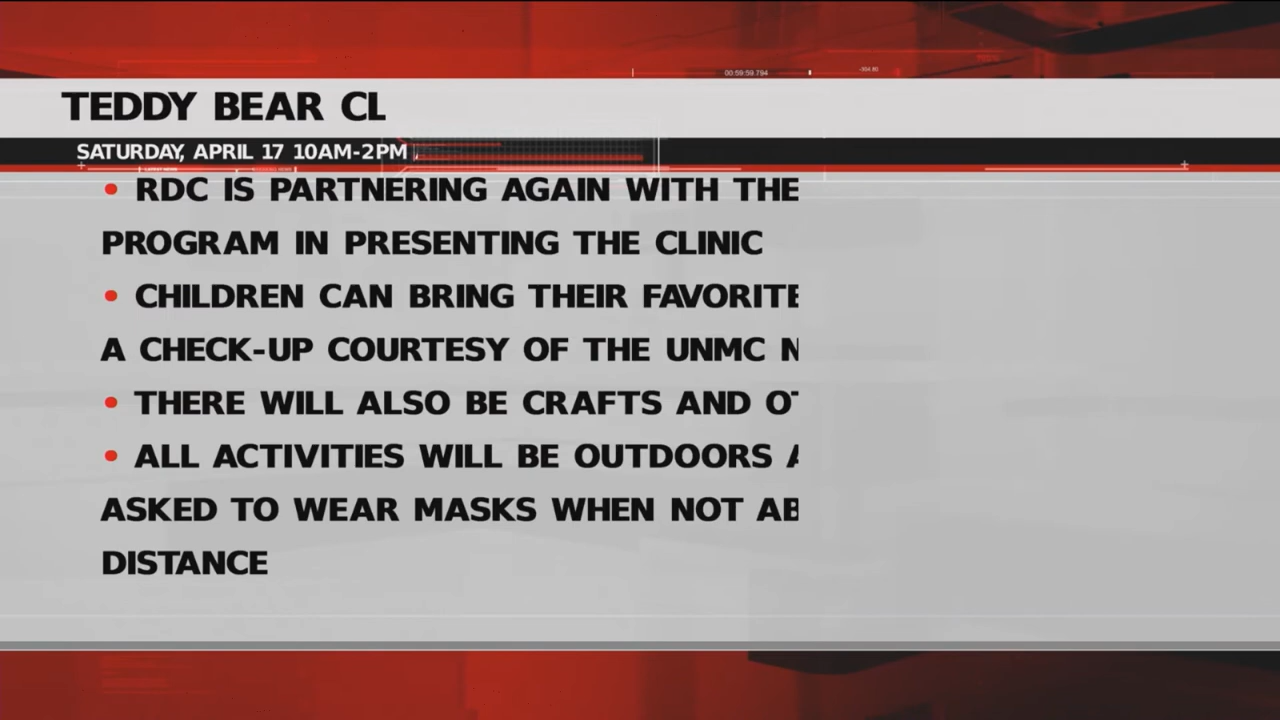 TEDDY BEAR CL
SATURDAY, APRIL 17 10AM-2PM
• RDC IS PARTNERING AGAIN WITH THE
PROGRAM IN PRESENTING THE CLINIC
• CHILDREN CAN BRING THEIR FAVORITE
A CHECK-UP COURTESY OF THE UNMC N
• THERE WILL ALSO BE CRAFTS AND OT
• ALL ACTIVITIES WILL BE OUTDOORS A
ASKED TO WEAR MASKS WHEN NOT AB
DISTANCE